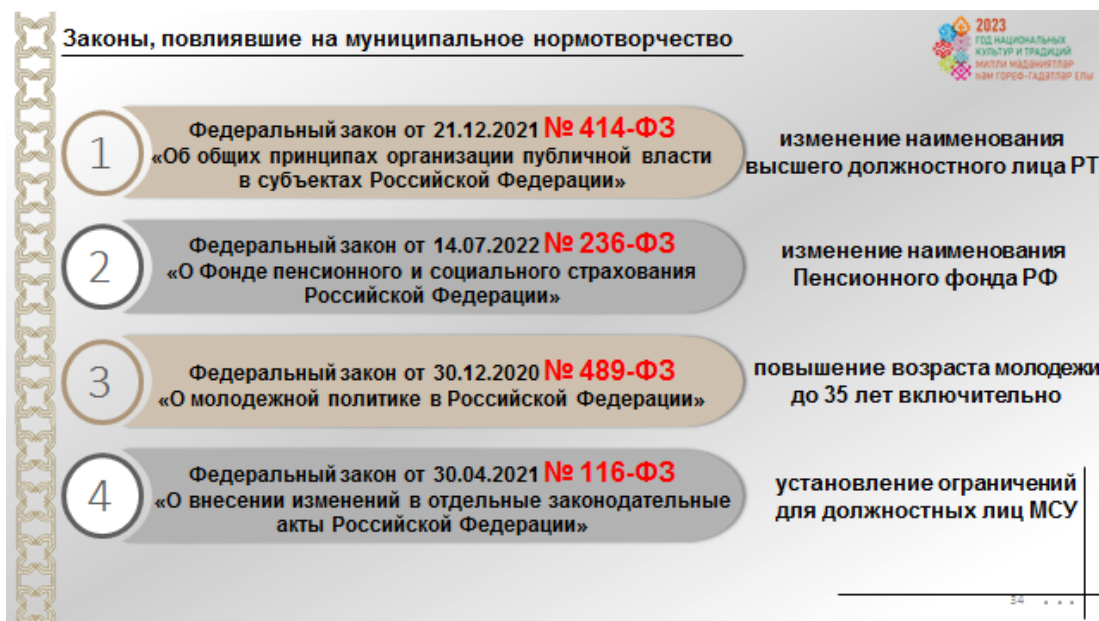 Законы, повлиявшие на муниципальное нормотворчество
2023
ГОД НАЦИОНАЛЬНЫХ
КУЛЬТУР И ТРАДИЦИЙ
МИЛЛИ МӘДӘНИЯТЛӘР
ҺӘМ ГОРЕФ-ГАДӘТЛӘР ЕЛЫ
1
Федеральный закон от 21.12.2021 № 414-ФЗ
«Об общих принципах организации публичной власти
в субъектах Российской Федерации»
изменение наименования
высшего должностного лица РТ
2
Федеральный закон от 14.07.2022 № 236-ФЗ
«О Фонде пенсионного и социального страхования
Российской Федерации»
изменение наименования
Пенсионного фонда РФ
3
Федеральный закон от 30.12.2020 № 489-ФЗ
«О молодежной политике в Российской Федерации»
повышение возраста молодежи
до 35 лет включительно
4
Федеральный закон от 30.04.2021 № 116-ФЗ
«О внесении изменений в отдельные законодательные
акты Российской Федерации»
установление ограничений
для должностных лиц МСУ
34